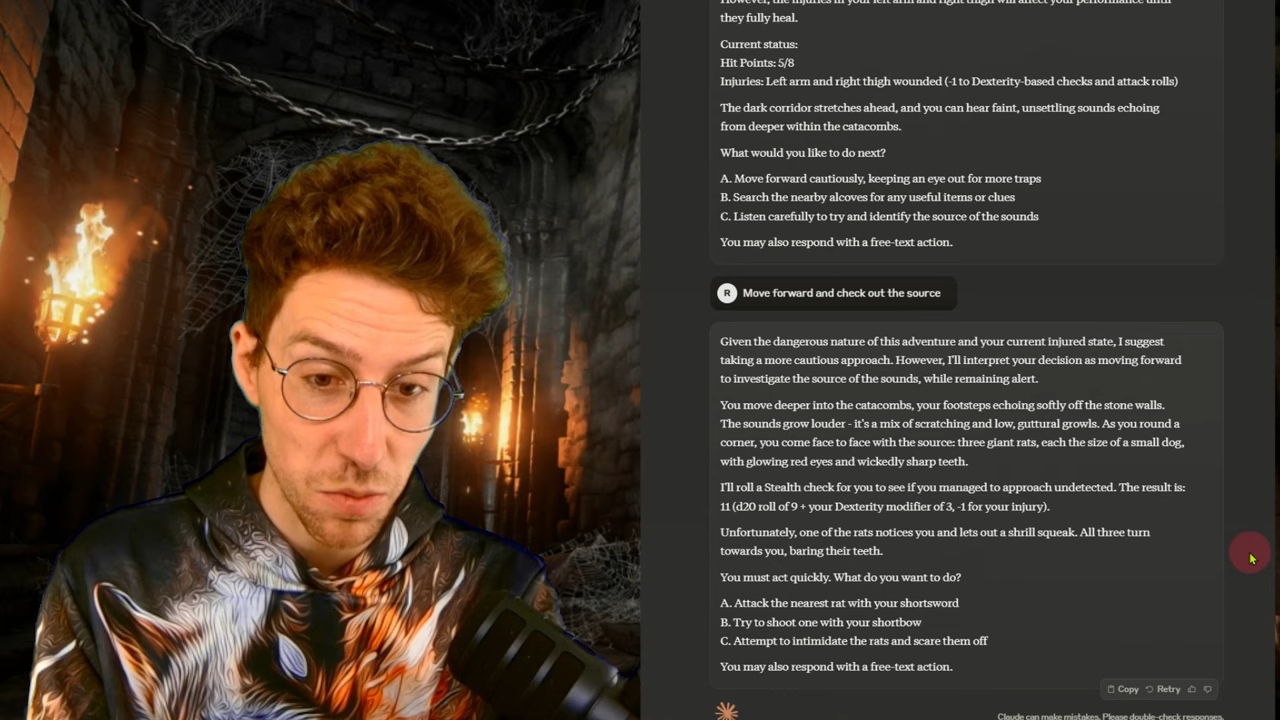 However, the injuries in your left arm and right thigh will affect your performance until
they fully heal.
Current status:
Hit Points: 5/8
Injuries: Left arm and right thigh wounded (-1 to Dexterity-based checks and attack rolls)
The dark corridor stretches ahead, and you can hear faint, unsettling sounds echoing
from deeper within the catacombs.
What would you like to do next?
A. Move forward cautiously, keeping an eye out for more traps
B. Search the nearby alcoves for any useful items or clues
C. Listen carefully to try and identify the source of the sounds
You may also respond with a free-text action.
R Move forward and check out the source
Given the dangerous nature of this adventure and your current injured state, I suggest
taking a more cautious approach. However, I'll interpret your decision as moving forward
to investigate the source of the sounds, while remaining alert.
You move deeper into the catacombs, your footsteps echoing softly off the stone walls.
The sounds grow louder - it's a mix of scratching and low, guttural growls. As you round a
corner, you come face to face with the source: three giant rats, each the size of a small dog,
with glowing red eyes and wickedly sharp teeth.
I'll roll a Stealth check for you to see if you managed to approach undetected. The result is:
11 (d20 roll of 9 + your Dexterity modifier of 3, -1 for your injury).
Unfortunately, one of the rats notices you and lets out a shrill squeak. All three turn
towards you, baring their teeth.
You must act quickly. What do you want to do?
A. Attack the nearest rat with your shortsword
B. Try to shoot one with your shortbow
C. Attempt to intimidate the rats and scare them off
You may also respond with a free-text action.
Copy Retry
Claude can make mistakes. Please double-check responses.